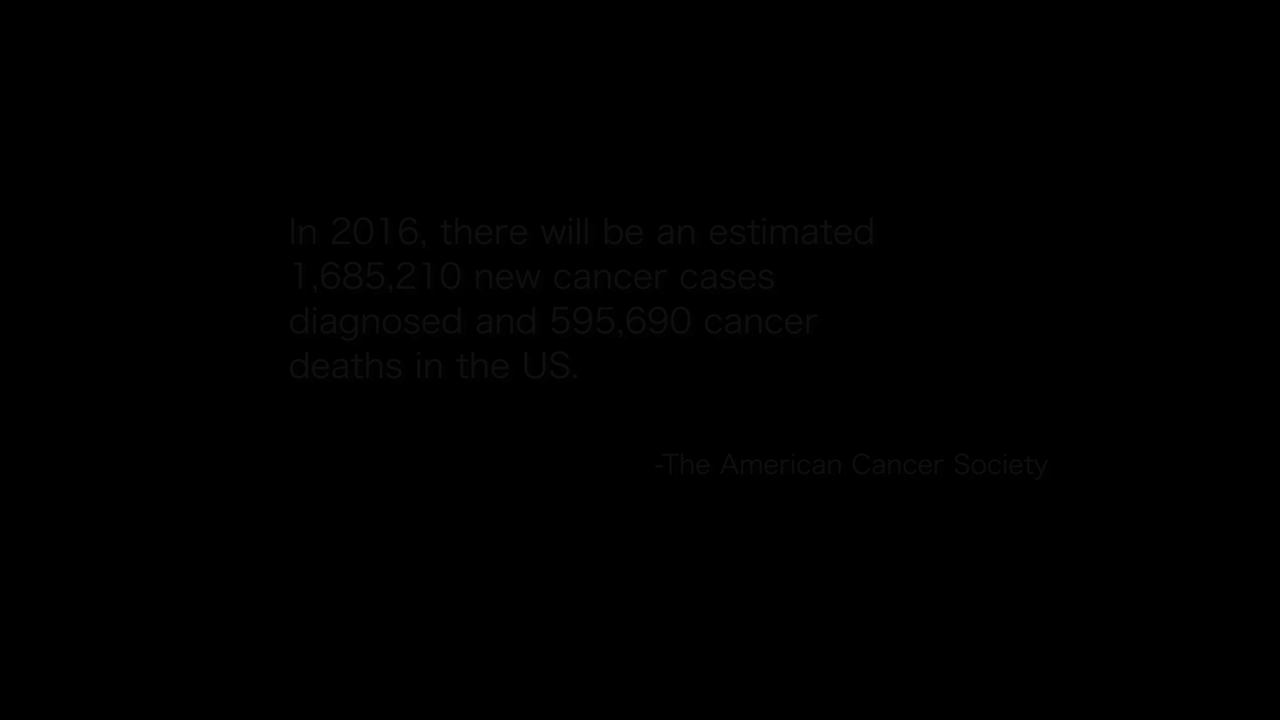 In 2016, there will be an estimated
1,685,210 new cancer cases
diagnosed and 595,690 cancer
deaths in the US.
-The American Cancer Society